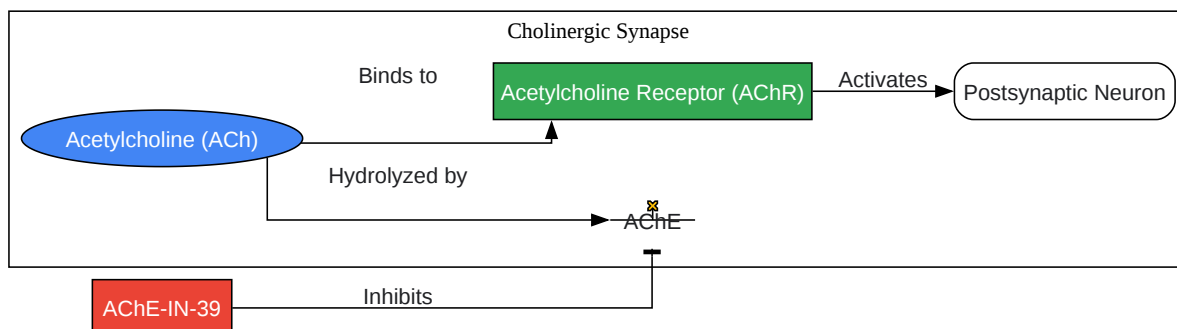 Cholinergic Synapse
Binds to
Acetylcholine Receptor (AChR)
Activates
Postsynaptic Neuron
Acetylcholine (ACh)
Hydrolyzed by
AChE
AChE-IN-39
Inhibits